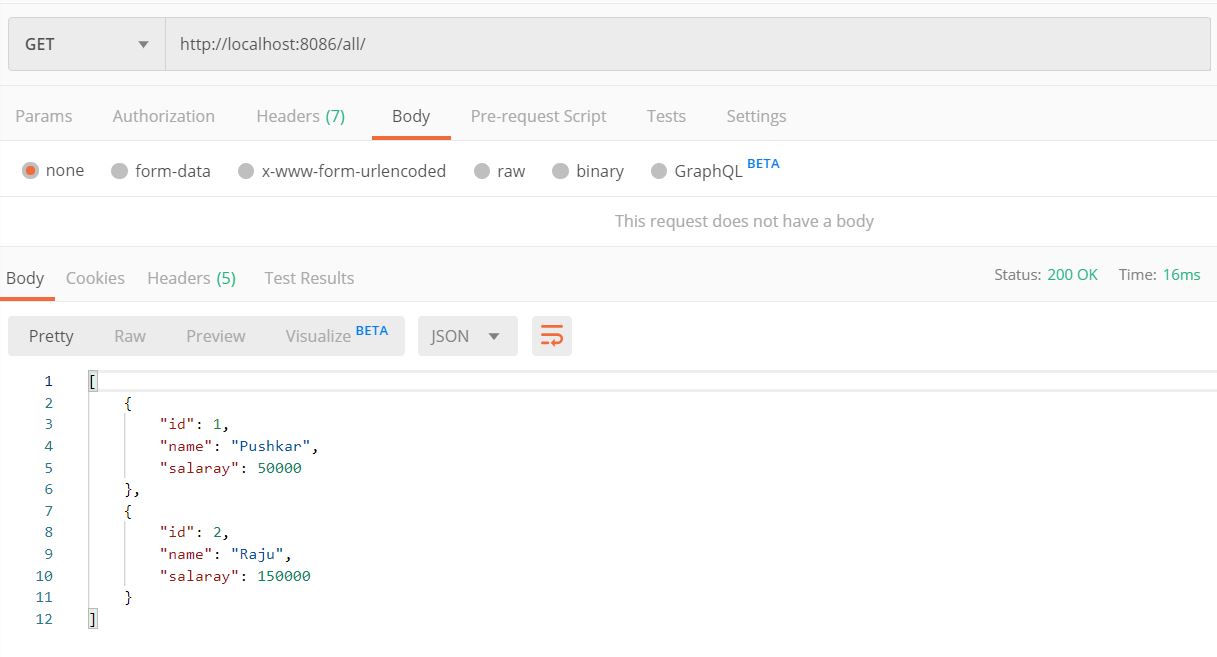 GET http://localhost:8086/all/
Params Authorization Headers (7) Body Pre-request Script Tests Settings
none form-data x-www-form-urlencoded raw binary GraphQL BETA
This request does not have a body
Body Cookies Headers (5) Test Results Status: 200 OK Time: 16ms
Pretty Raw Preview Visualize BETA JSON
1 [
2 {
3 "id": 1,
4 "name": "Pushkar",
5 "salaray": 50000
6 },
7 {
8 "id": 2,
9 "name": "Raju",
10 "salaray": 150000
11 }
12 ]